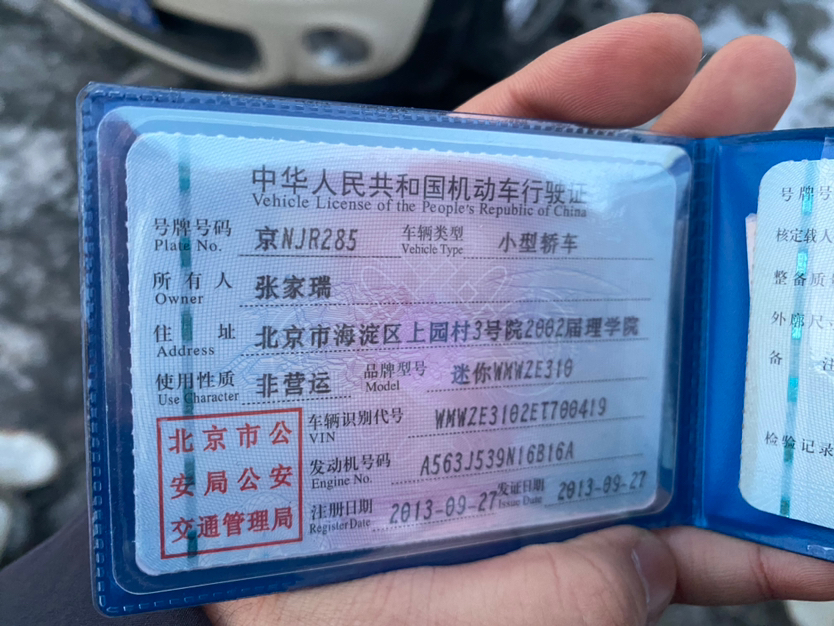 中华人民共和国机动车行驶证
Vehicle License of the People's Republic of China
号牌号码 京NJR285 车辆类型 小型轿车
Plate No. Vehicle Type
所有人 张家瑞
Owner
住址 北京市海淀区上园村3号院2002届理学院
Address
使用性质 非营运 品牌型号 迷你WMWZE310
Use Character Model
北京市公
安局公安
交通管理局
车辆识别代号 WMWZE3102ET700419
VIN
发动机号码 A563J539N16B16A
Engine No.
注册日期 2013-09-27 发证日期 2013-09-27
Register Date Issue Date
号牌
核定载人
整备质
外廓尺
备 注
检验记录